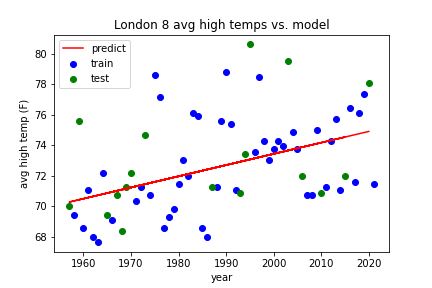 London 8 avg high temps vs. model
predict
train
test
80
78
76
74
72
70
68
avg high temp (F)
1960
1970
1980
1990
2000
2010
2020
year